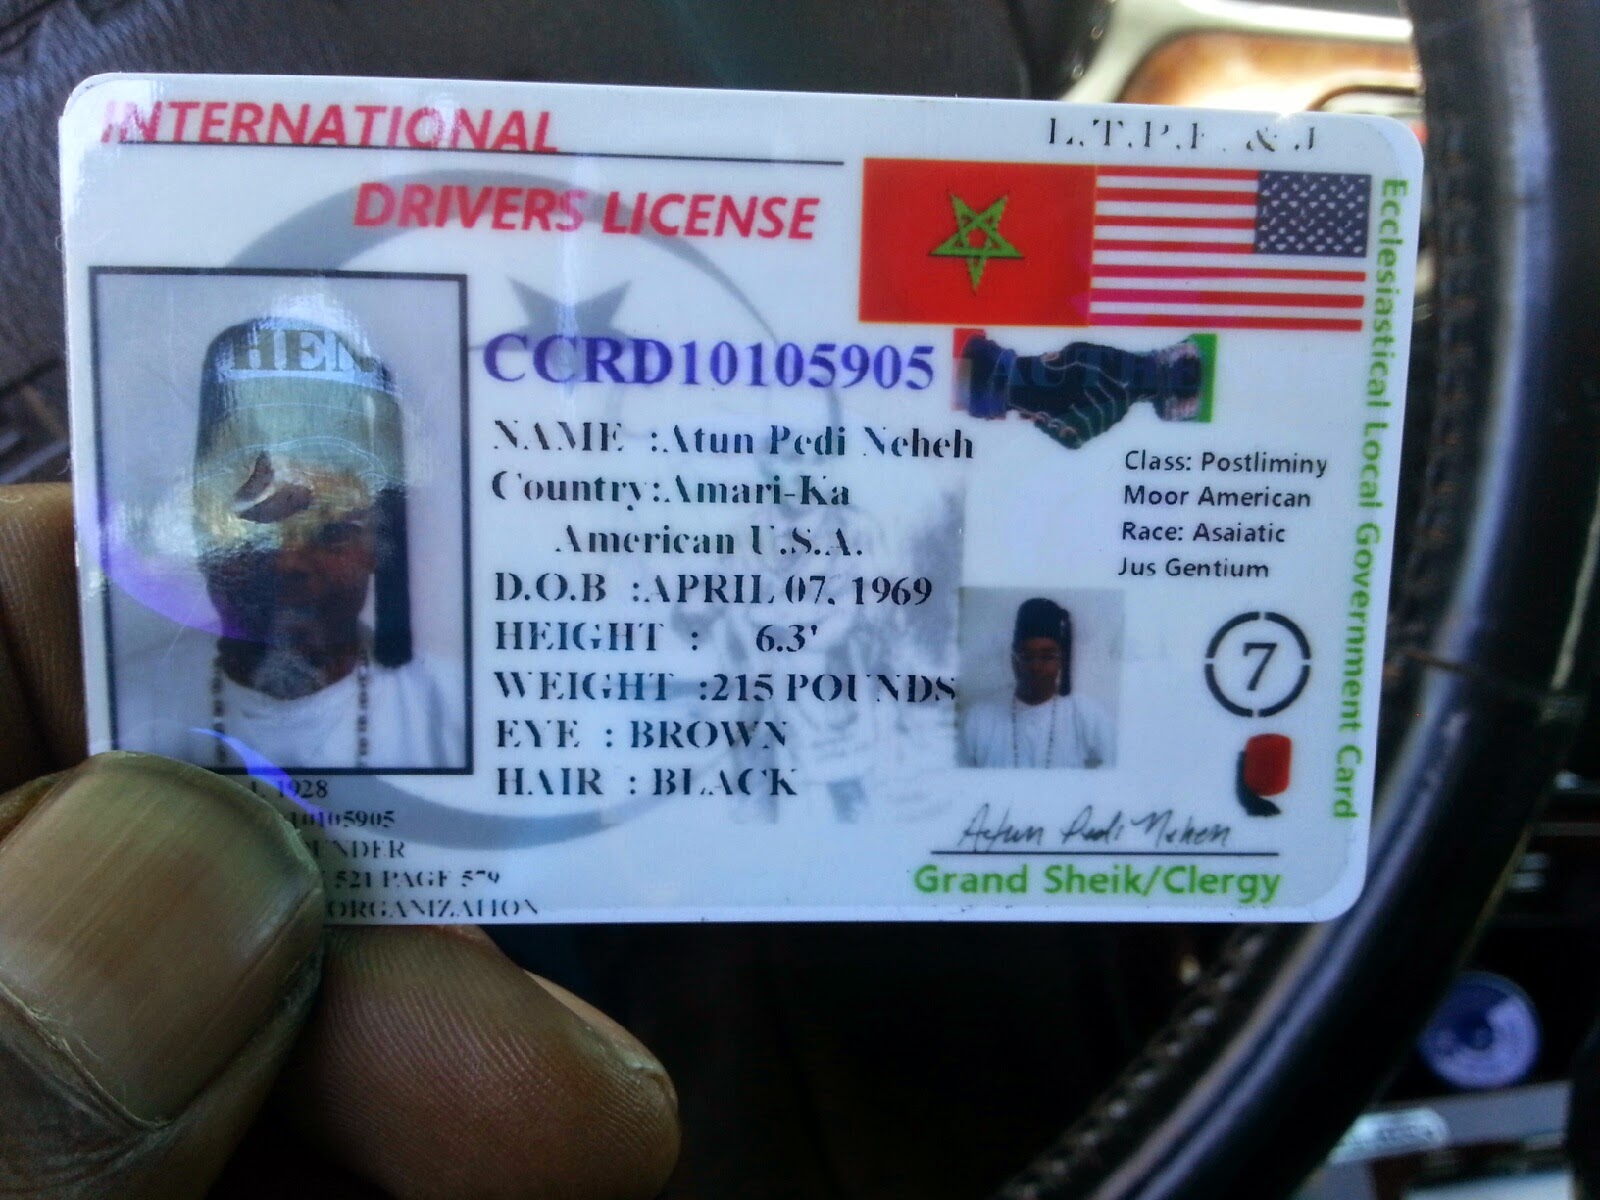 INTERNATIONAL
DRIVERS LICENSE
L.T.P.F. & J
CCRD10105905
NAME :Atun Pedi Neheh
Country:Amari-Ka
American U.S.A.
D.O.B :APRIL 07, 1969
HEIGHT : 6.3'
WEIGHT :215 POUNDS
EYE : BROWN
HAIR : BLACK
Class: Postliminy
Moor American
Race: Asaiatic
Jus Gentium
7
Atun Pedi Neheh
Grand Sheik/Clergy
Ecclesiastical Local Government Card
1928
10105905
521 PAGE 579
ORGANIZATION